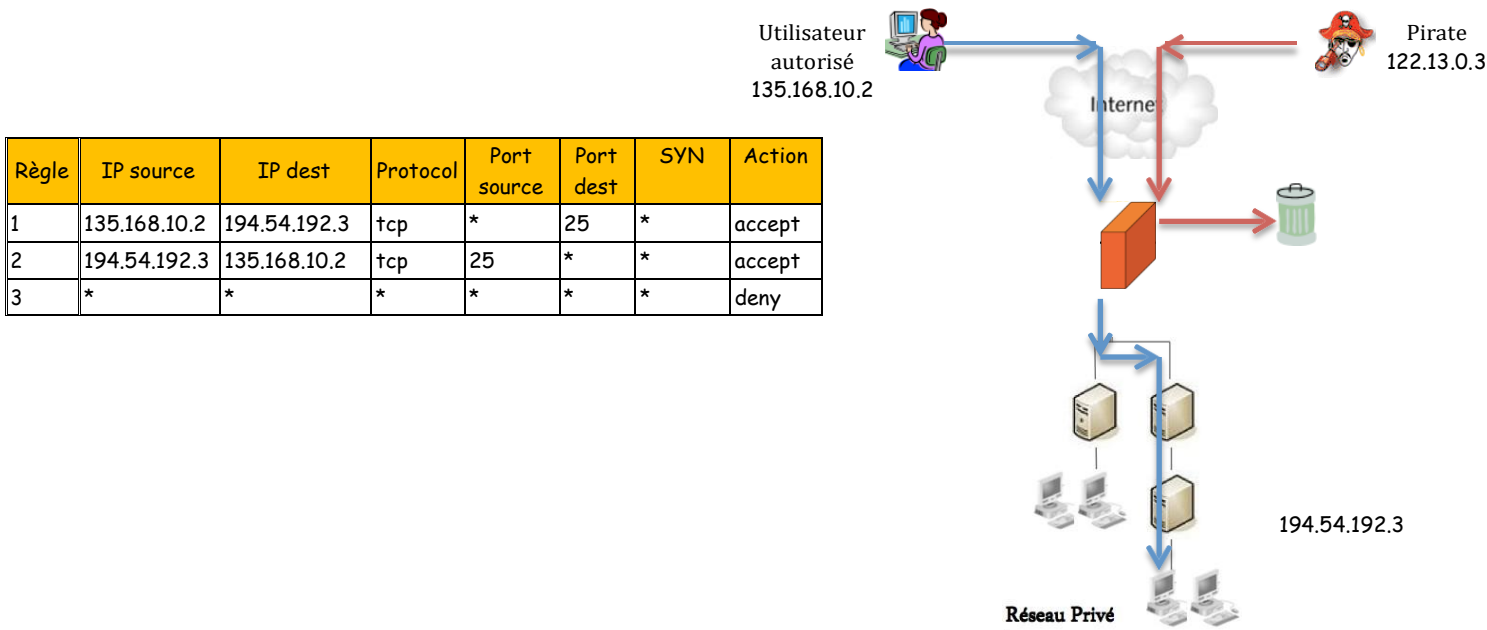 Utilisateur
autorisé
135.168.10.2
Pirate
122.13.0.3
Internet
Règle IP source IP dest Protocol Port source Port dest SYN Action
1 135.168.10.2 194.54.192.3 tcp * 25 * accept
2 194.54.192.3 135.168.10.2 tcp 25 * * accept
3 * * * * * * deny
194.54.192.3
Réseau Privé